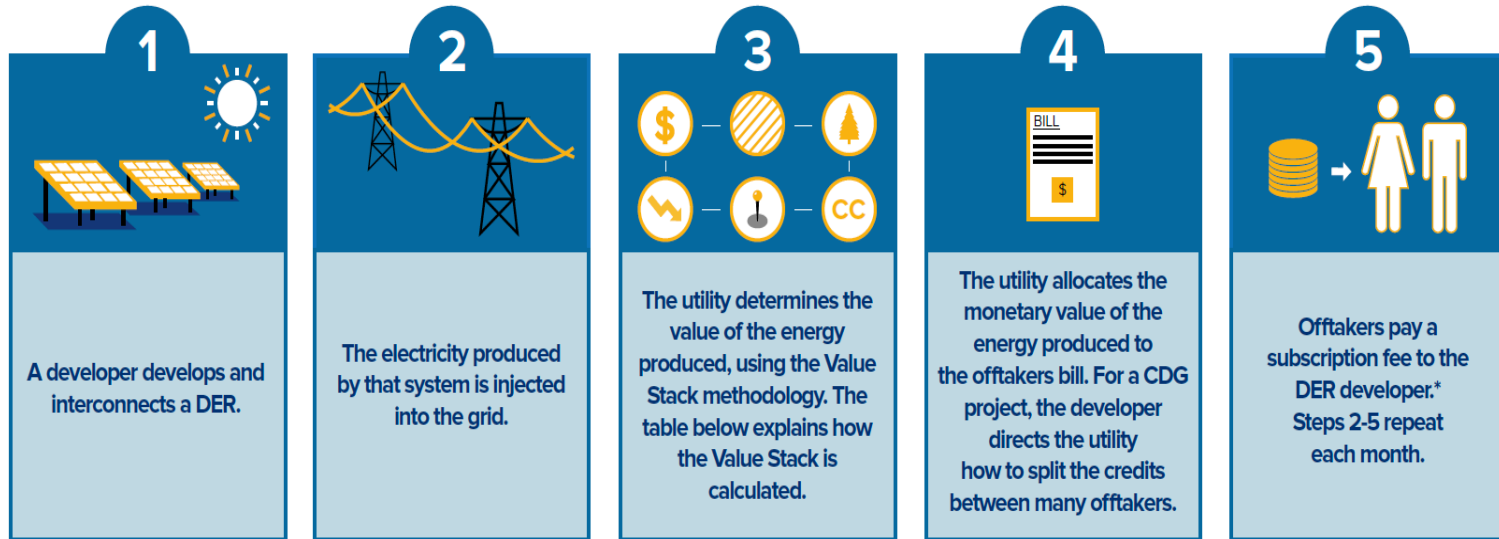 1
A developer develops and
interconnects a DER.
2
The electricity produced
by that system is injected
into the grid.
3
$
CC
The utility determines the
value of the energy
produced, using the Value
Stack methodology. The
table below explains how
the Value Stack is
calculated.
4
BILL
$
The utility allocates the
monetary value of the
energy produced to
the offtakers bill. For a CDG
project, the developer
directs the utility
how to split the credits
between many offtakers.
5
Offtakers pay a
subscription fee to the
DER developer.*
Steps 2-5 repeat
each month.